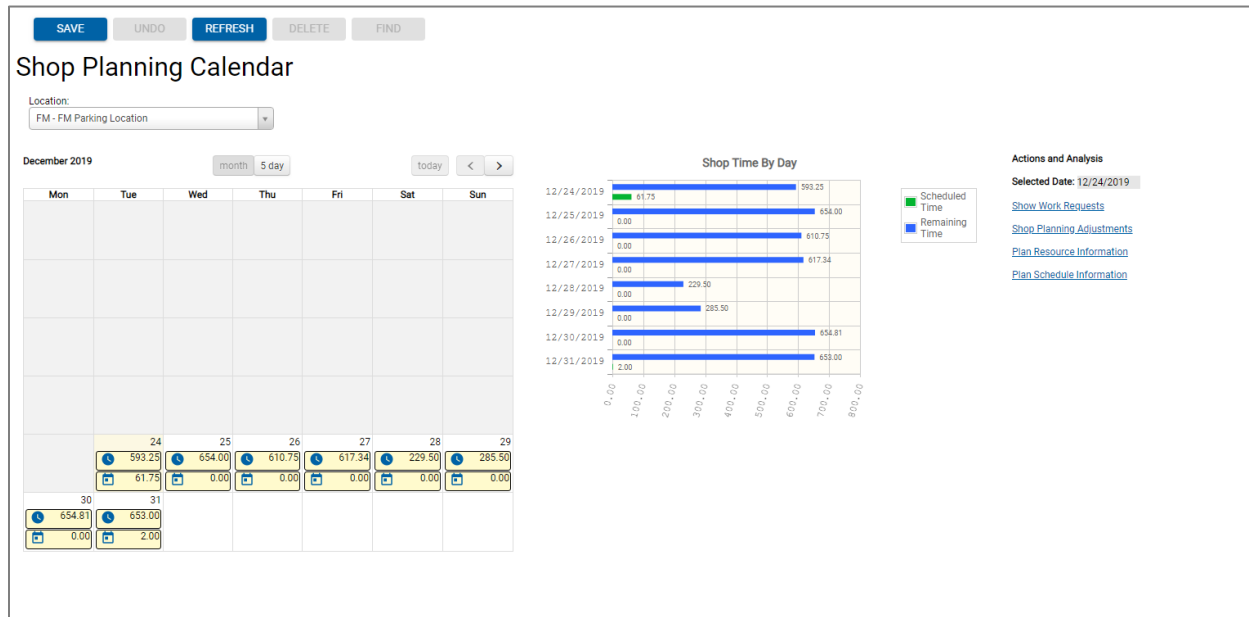 SAVE UNDO REFRESH DELETE FIND
Shop Planning Calendar
Location:
FM - FM Parking Location
December 2019 month 5 day today < >
Mon Tue Wed Thu Fri Sat Sun
24 25 26 27 28 29
593.25 654.00 610.75 617.34 229.50 285.50
61.75 0.00 0.00 0.00 0.00 0.00
30 31
654.81 653.00
0.00 2.00
Shop Time By Day
12/24/2019 593.25
61.75
12/25/2019 654.00
0.00
12/26/2019 610.75
0.00
12/27/2019 617.34
0.00
12/28/2019 229.50
0.00
12/29/2019 285.50
0.00
12/30/2019 654.81
0.00
12/31/2019 653.00
2.00
0.00 100.00 200.00 300.00 400.00 500.00 600.00 700.00 800.00
Scheduled
Time
Remaining
Time
Actions and Analysis
Selected Date: 12/24/2019
Show Work Requests
Shop Planning Adjustments
Plan Resource Information
Plan Schedule Information